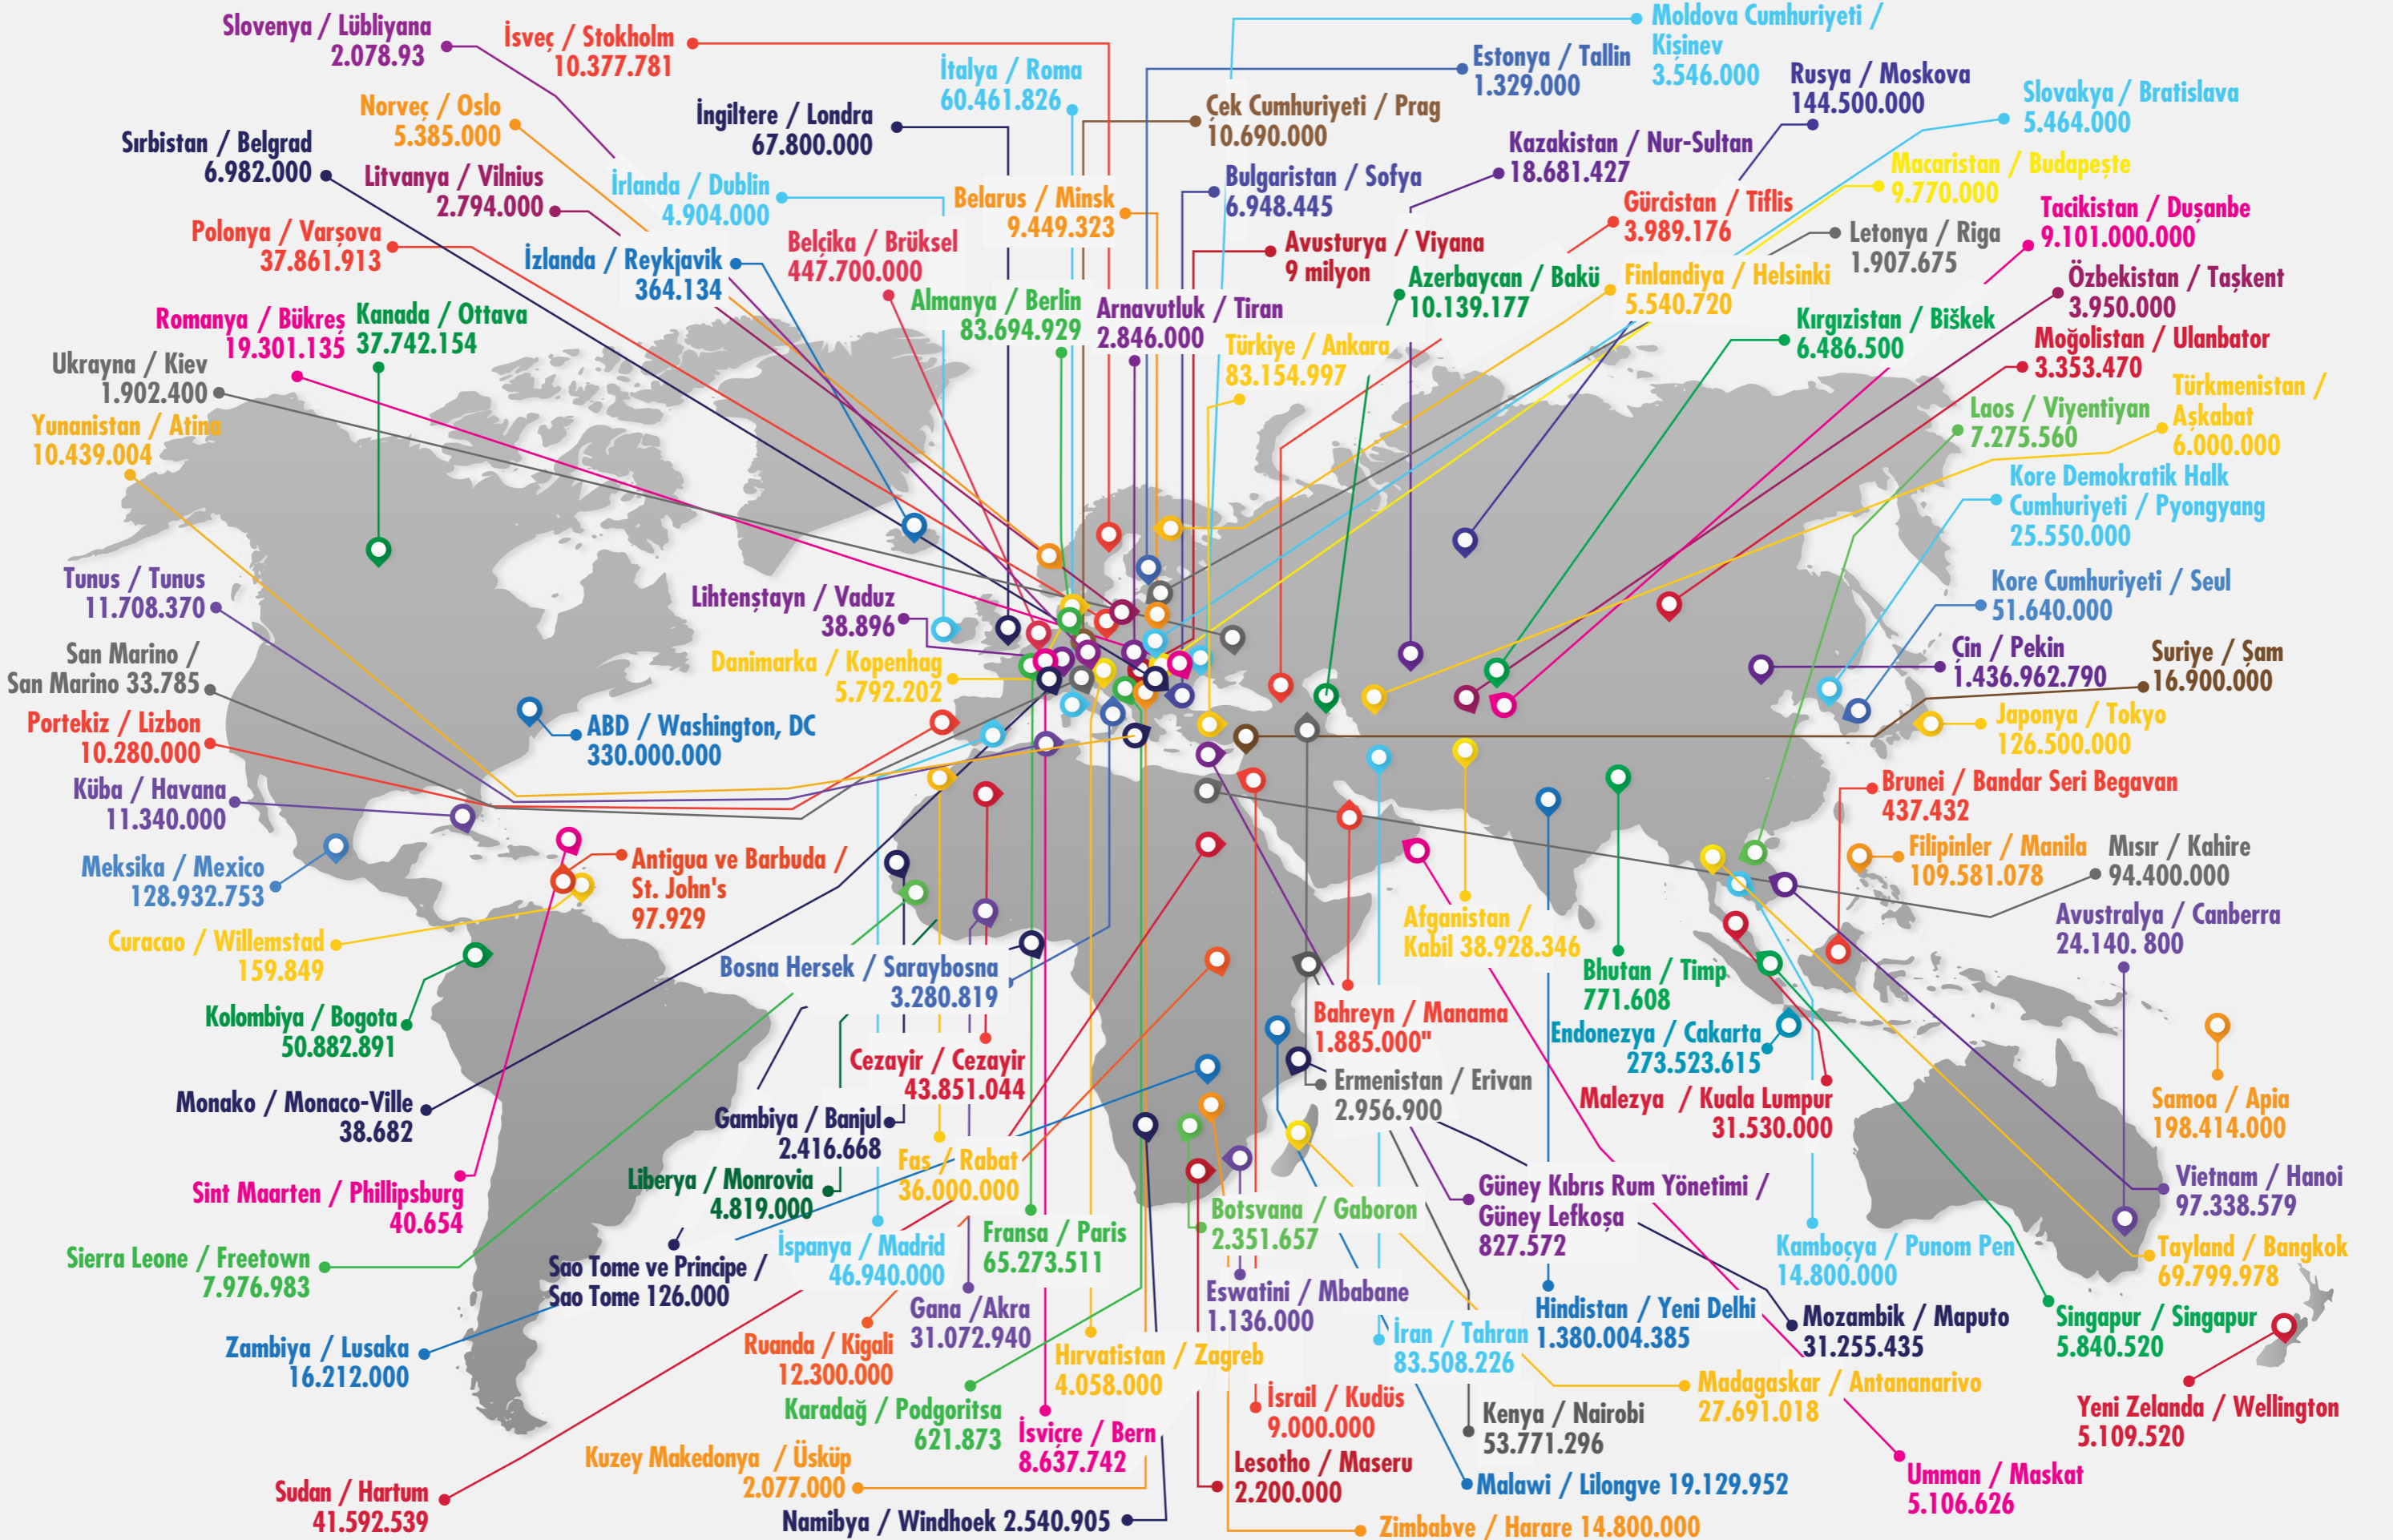 Slovenya / Lübliyana
2.078.93
İsveç / Stokholm
10.377.781
İtalya / Roma
60.461.826
Moldova Cumhuriyeti /
Kişinev
3.546.000
Estonya / Tallin
1.329.000
Rusya / Moskova
144.500.000
Slovakya / Bratislava
5.464.000
Norveç / Oslo
5.385.000
İngiltere / Londra
67.800.000
Çek Cumhuriyeti / Prag
10.690.000
Kazakistan / Nur-Sultan
18.681.427
Macaristan / Budapeşte
9.770.000
Sırbistan / Belgrad
6.982.000
Litvanya / Vilnius
2.794.000
İrlanda / Dublin
4.904.000
Belarus / Minsk
9.449.323
Bulgaristan / Sofya
6.948.445
Gürcistan / Tiflis
3.989.176
Tacikistan / Duşanbe
9.101.000.000
Letonya / Riga
1.907.675
Polonya / Varşova
37.861.913
İzlanda / Reykjavik
364.134
Belçika / Brüksel
447.700.000
Avusturya / Viyana
9 milyon
Azerbaycan / Bakü
10.139.177
Finlandiya / Helsinki
5.540.720
Özbekistan / Taşkent
3.950.000
Almanya / Berlin
83.694.929
Arnavutluk / Tiran
2.846.000
Romanya / Bükreş
19.301.135
Kanada / Ottava
37.742.154
Türkiye / Ankara
83.154.997
Kırgızistan / Biškek
6.486.500
Moğolistan / Ulanbator
3.353.470
Ukrayna / Kiev
1.902.400
Türkmenistan /
Aşkabat
6.000.000
Laos / Viyentiyan
7.275.560
Yunanistan / Atina
10.439.004
Kore Demokratik Halk
Cumhuriyeti / Pyongyang
25.550.000
Tunus / Tunus
11.708.370
Lihtenştayn / Vaduz
38.896
Kore Cumhuriyeti / Seul
51.640.000
San Marino /
San Marino 33.785
Danimarka / Kopenhag
5.792.202
Çin / Pekin
1.436.962.790
Suriye / Şam
16.900.000
Portekiz / Lizbon
10.280.000
ABD / Washington, DC
330.000.000
Japonya / Tokyo
126.500.000
Küba / Havana
11.340.000
Brunei / Bandar Seri Begavan
437.432
Meksika / Mexico
128.932.753
Antigua ve Barbuda /
St. John's
97.929
Filipinler / Manila
109.581.078
Mısır / Kahire
94.400.000
Curacao / Willemstad
159.849
Afganistan /
Kabil 38.928.346
Avustralya / Canberra
24.140. 800
Bosna Hersek / Saraybosna
3.280.819
Bhutan / Timp
771.608
Kolombiya / Bogota
50.882.891
Bahreyn / Manama
1.885.000"
Endonezya / Cakarta
273.523.615
Cezayir / Cezayir
43.851.044
Ermenistan / Erivan
2.956.900
Monako / Monaco-Ville
38.682
Gambiya / Banjul
2.416.668
Malezya / Kuala Lumpur
31.530.000
Samoa / Apia
198.414.000
Fas / Rabat
36.000.000
Liberya / Monrovia
4.819.000
Sint Maarten / Phillipsburg
40.654
Güney Kıbrıs Rum Yönetimi /
Güney Lefkoşa
827.572
Vietnam / Hanoi
97.338.579
Botsvana / Gaboron
2.351.657
Fransa / Paris
65.273.511
İspanya / Madrid
46.940.000
Kamboçya / Punom Pen
14.800.000
Tayland / Bangkok
69.799.978
Sierra Leone / Freetown
7.976.983
Sao Tome ve Principe /
Sao Tome 126.000
Gana /Akra
31.072.940
Eswatini / Mbabane
1.136.000
Hindistan / Yeni Delhi
1.380.004.385
Mozambik / Maputo
31.255.435
Singapur / Singapur
5.840.520
Zambiya / Lusaka
16.212.000
Ruanda / Kigali
12.300.000
Hırvatistan / Zagreb
4.058.000
İran / Tahran
83.508.226
Madagaskar / Antananarivo
27.691.018
Karadağ / Podgoritsa
621.873
İsrail / Kudüs
9.000.000
Kenya / Nairobi
53.771.296
Yeni Zelanda / Wellington
5.109.520
İsviçre / Bern
8.637.742
Kuzey Makedonya / Üsküp
2.077.000
Lesotho / Maseru
2.200.000
Malawi / Lilongve 19.129.952
Umman / Maskat
5.106.626
Sudan / Hartum
41.592.539
Namibya / Windhoek 2.540.905
Zimbabve / Harare 14.800.000